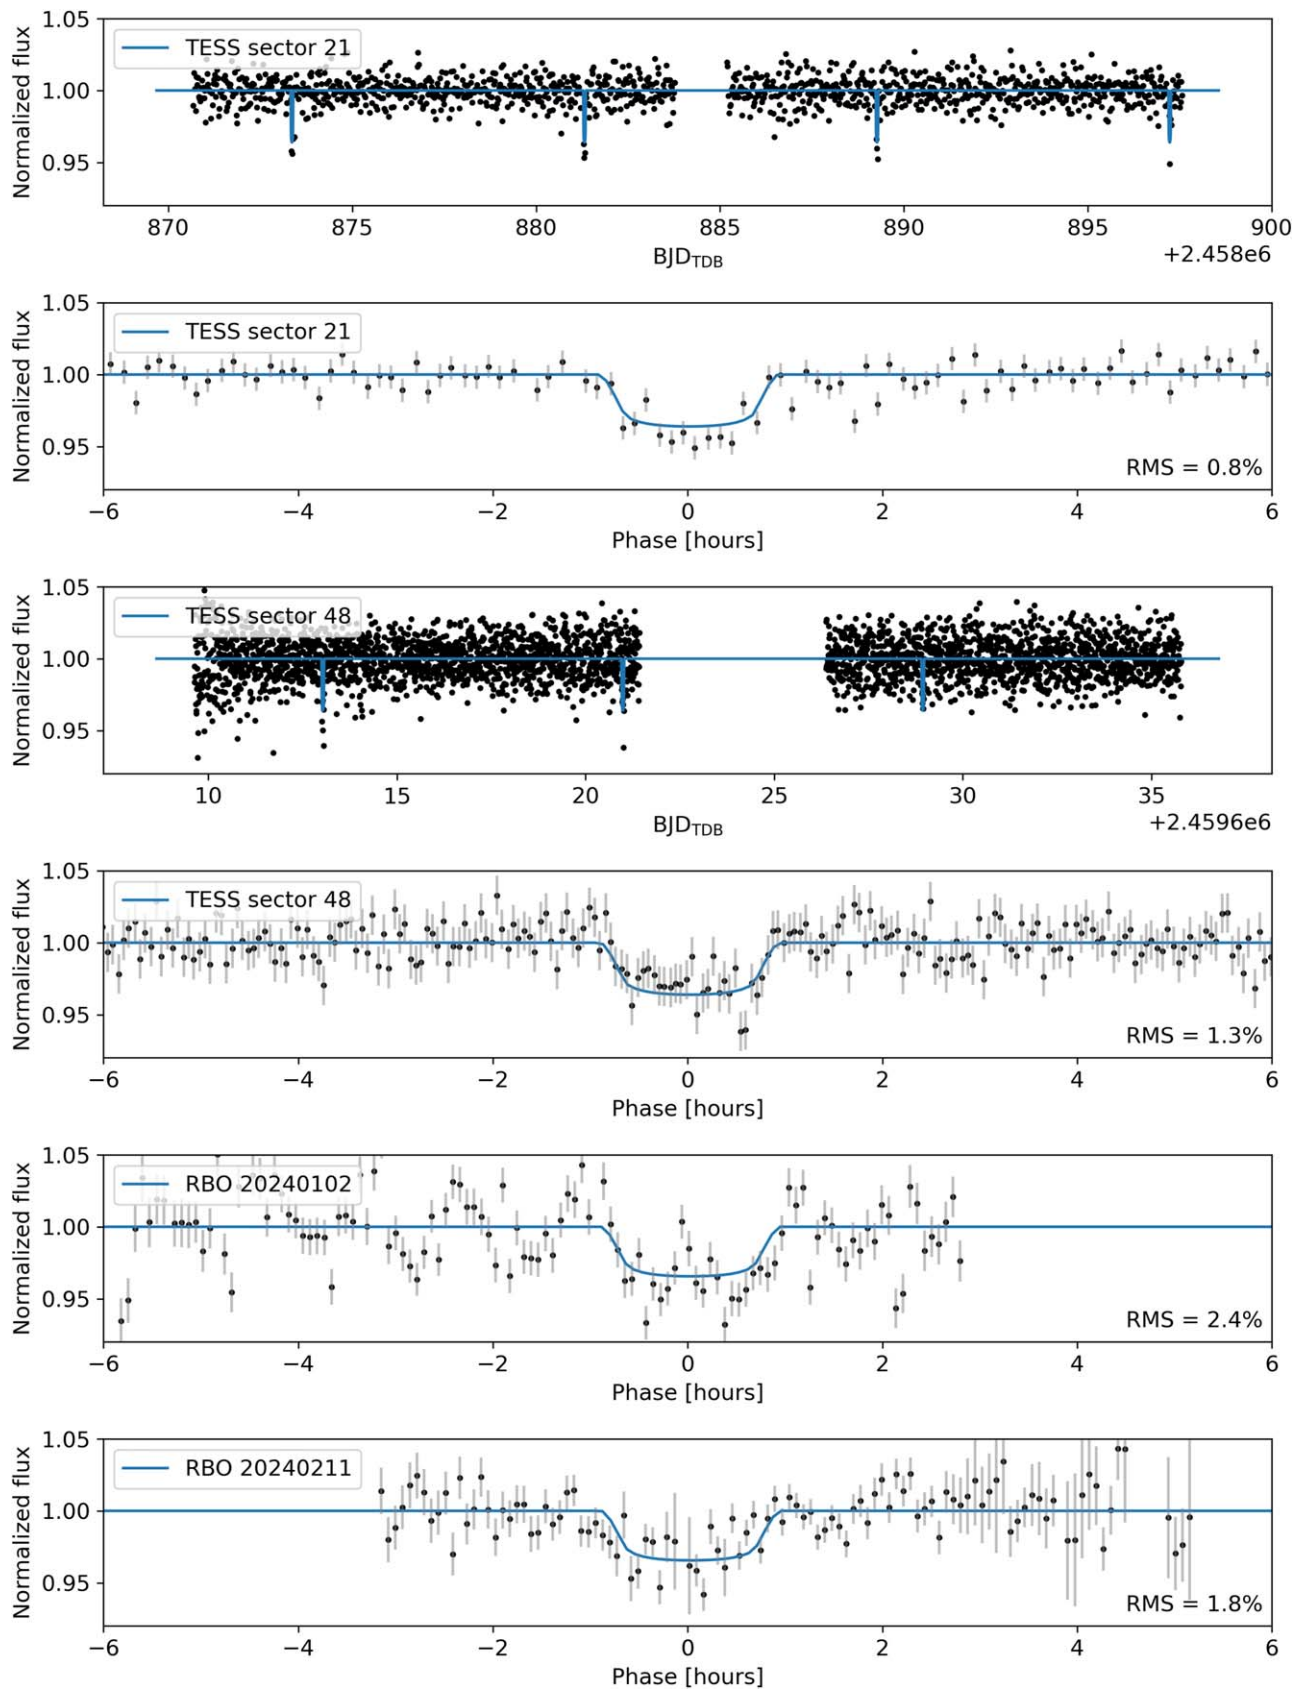 1.05
1.00
0.95
Normalized flux
TESS sector 21
870 875 880 885 890 895 900
BJD_TDB
+2.458e6
1.05
1.00
0.95
Normalized flux
TESS sector 21
RMS = 0.8%
−6 −4 −2 0 2 4 6
Phase [hours]
1.05
1.00
0.95
Normalized flux
TESS sector 48
10 15 20 25 30 35
BJD_TDB
+2.4596e6
1.05
1.00
0.95
Normalized flux
TESS sector 48
RMS = 1.3%
−6 −4 −2 0 2 4 6
Phase [hours]
1.05
1.00
0.95
Normalized flux
RBO 20240102
RMS = 2.4%
−6 −4 −2 0 2 4 6
Phase [hours]
1.05
1.00
0.95
Normalized flux
RBO 20240211
RMS = 1.8%
−6 −4 −2 0 2 4 6
Phase [hours]